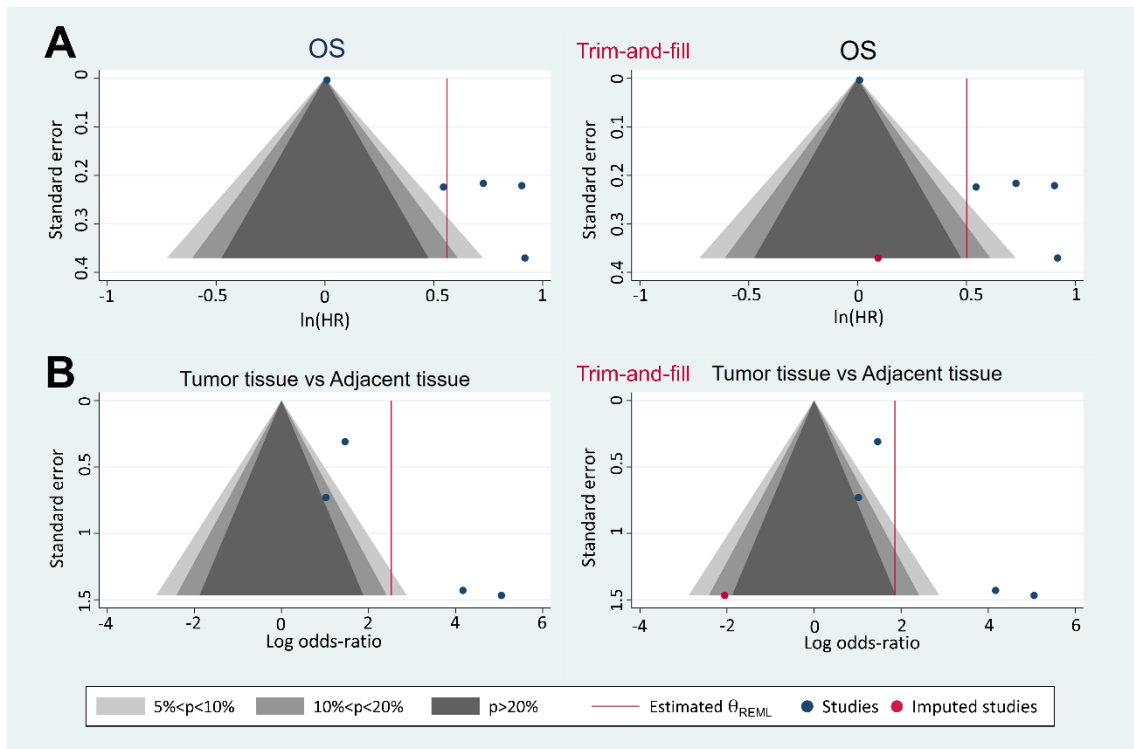 A
OS
Trim-and-fill
OS
Standard error
0
0.1
0.2
0.3
0.4
-1
-0.5
0
0.5
1
ln(HR)
Standard error
0
0.1
0.2
0.3
0.4
-1
-0.5
0
0.5
1
ln(HR)
B
Tumor tissue vs Adjacent tissue
Trim-and-fill
Tumor tissue vs Adjacent tissue
Standard error
0
0.5
1
1.5
-4
-2
0
2
4
6
Log odds-ratio
Standard error
0
0.5
1
1.5
-4
-2
0
2
4
6
Log odds-ratio
5%<p<10%
10%<p<20%
p>20%
Estimated θREML
Studies
Imputed studies